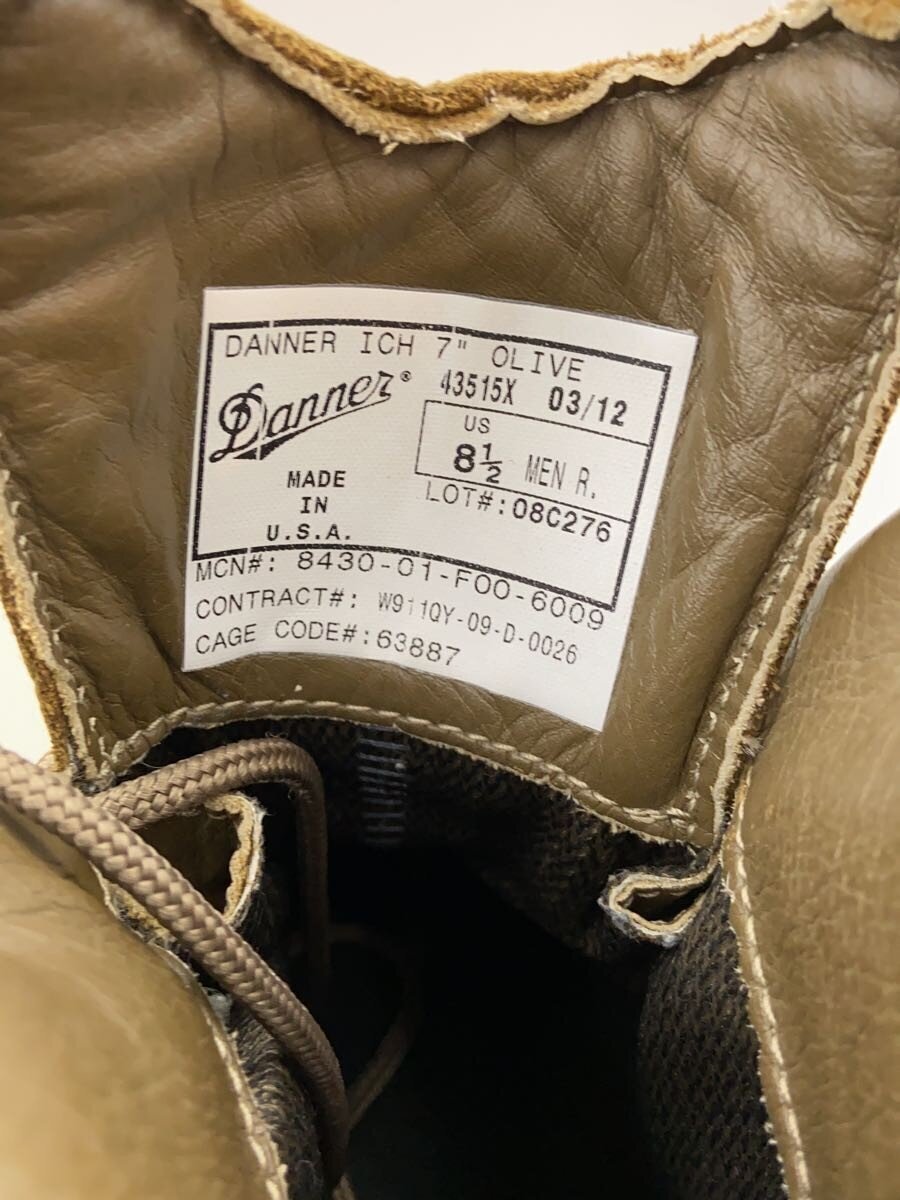 DANNER ICH 7" OLIVE
Danner®
43515X 03/12
US
8½ MEN R.
MADE
IN
U.S.A.
LOT#:08C276
MCN#: 8430-01-F00-6009
CONTRACT#: W911QY-09-D-0026
CAGE CODE#:63887